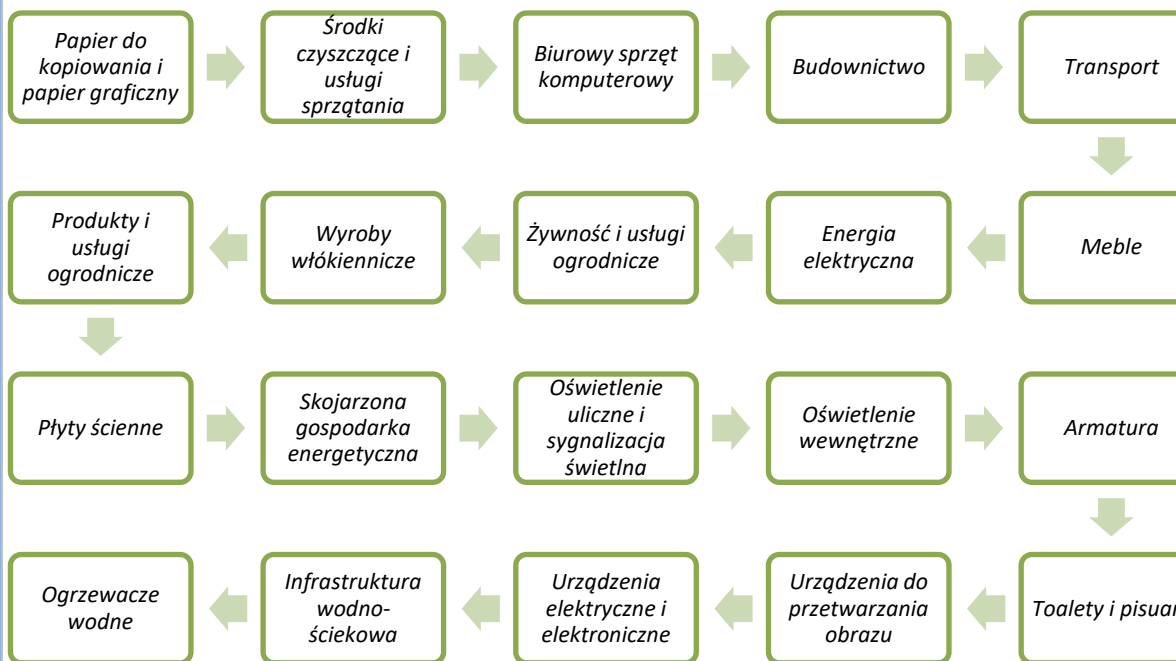 Papier do
kopiowania i
papier graficzny
Środki
czyszczące i
usługi
sprzątania
Biurowy sprzęt
komputerowy
Budownictwo
Transport
Meble
Energia
elektryczna
Żywność i usługi
ogrodnicze
Wyroby
włókiennicze
Produkty i
usługi
ogrodnicze
Płyty ścienne
Skojarzona
gospodarka
energetyczna
Oświetlenie
uliczne i
sygnalizacja
świetlna
Oświetlenie
wewnętrzne
Armatura
Toalety i pisuar
Urządzenia do
przetwarzania
obrazu
Urządzenia
elektryczne i
elektroniczne
Infrastruktura
wodno-
ściekowa
Ogrzewacze
wodne